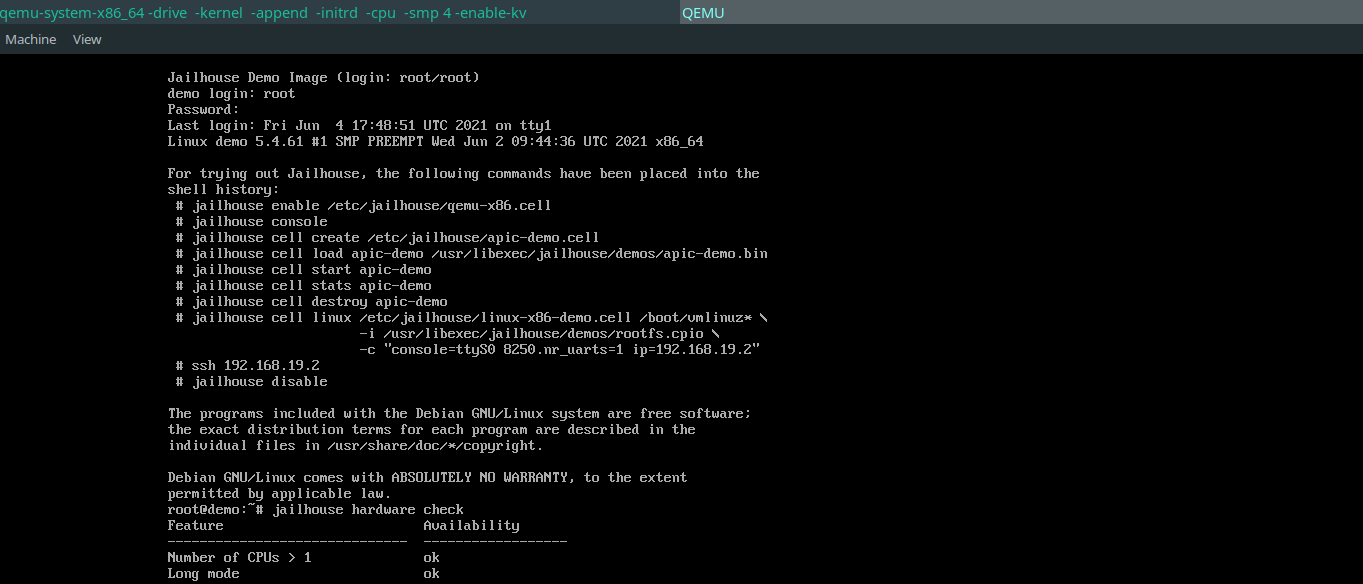 qemu-system-x86_64 -drive -kernel -append -initrd -cpu -smp 4 -enable-kv
QEMU
Machine View
Jailhouse Demo Image (login: root/root)
demo login: root
Password:
Last login: Fri Jun  4 17:48:51 UTC 2021 on tty1
Linux demo 5.4.61 #1 SMP PREEMPT Wed Jun 2 09:44:36 UTC 2021 x86_64
For trying out Jailhouse, the following commands have been placed into the
shell history:
# jailhouse enable /etc/jailhouse/qemu-x86.cell
# jailhouse console
# jailhouse cell create /etc/jailhouse/apic-demo.cell
# jailhouse cell load apic-demo /usr/libexec/jailhouse/demos/apic-demo.bin
# jailhouse cell start apic-demo
# jailhouse cell stats apic-demo
# jailhouse cell destroy apic-demo
# jailhouse cell linux /etc/jailhouse/linux-x86-demo.cell /boot/vmlinuz* \
-i /usr/libexec/jailhouse/demos/rootfs.cpio \
-c "console=ttyS0 8250.nr_uarts=1 ip=192.168.19.2"
# ssh 192.168.19.2
# jailhouse disable
The programs included with the Debian GNU/Linux system are free software;
the exact distribution terms for each program are described in the
individual files in /usr/share/doc/*/copyright.
Debian GNU/Linux comes with ABSOLUTELY NO WARRANTY, to the extent
permitted by applicable law.
root@demo:~# jailhouse hardware check
Feature                         Availability
------------------------------  ------------------
Number of CPUs > 1              ok
Long mode                       ok